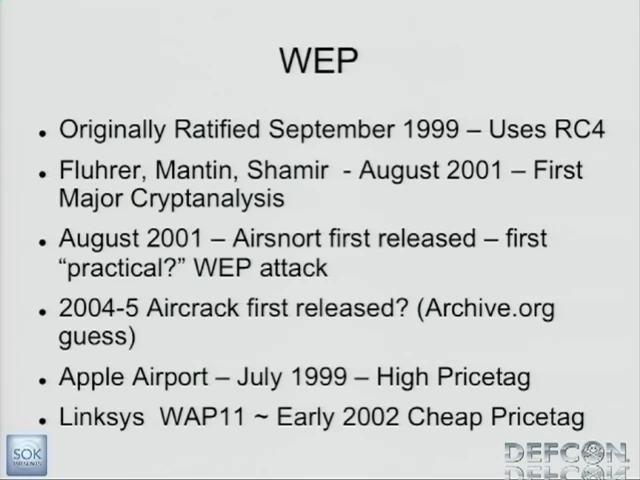 WEP
• Originally Ratified September 1999 – Uses RC4
• Fluhrer, Mantin, Shamir - August 2001 – First
Major Cryptanalysis
• August 2001 – Airsnort first released – first
“practical?” WEP attack
• 2004-5 Aircrack first released? (Archive.org
guess)
• Apple Airport – July 1999 – High Pricetag
• Linksys WAP11 ~ Early 2002 Cheap Pricetag
SOK
PRESENTS
DEFCON.